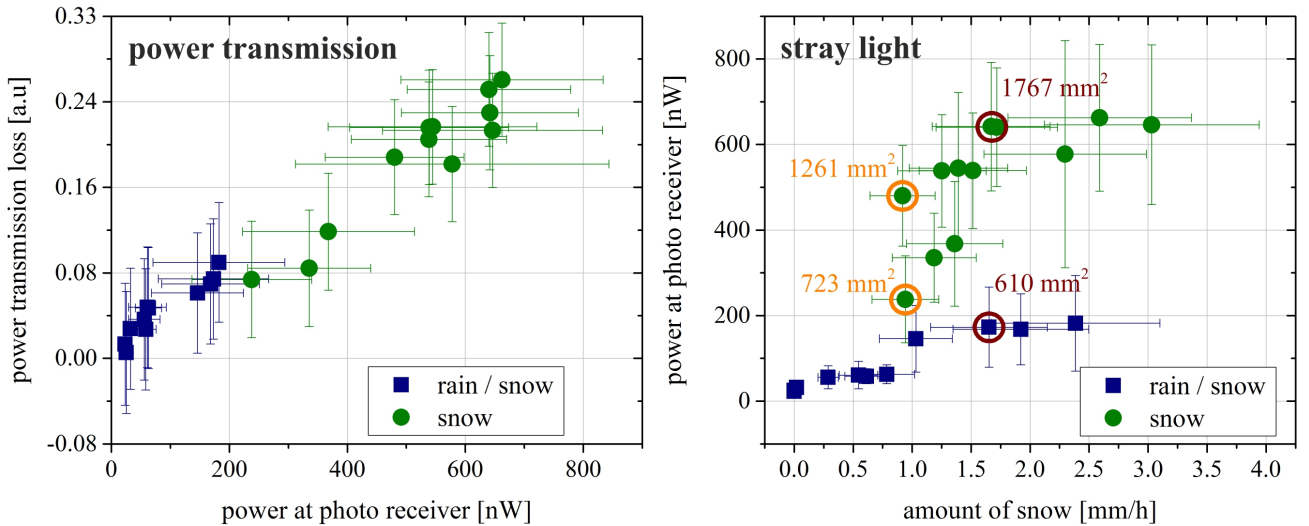 power transmission
power transmission loss [a.u]
0.33
0.24
0.16
0.08
0.00
-0.08
0 200 400 600 800
power at photo receiver [nW]
rain / snow
snow
stray light
power at photo receiver [nW]
800
600
400
200
0
0.0 0.5 1.0 1.5 2.0 2.5 3.0 3.5 4.0
amount of snow [mm/h]
1767 mm²
1261 mm²
723 mm²
610 mm²
rain / snow
snow